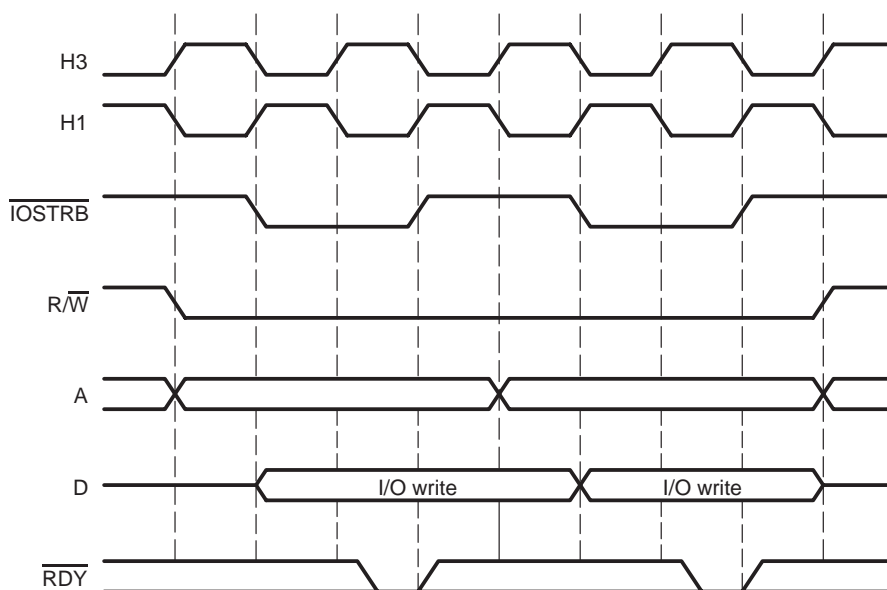 H3
H1
IOSTRB
R/W
A
D
I/O write
I/O write
RDY